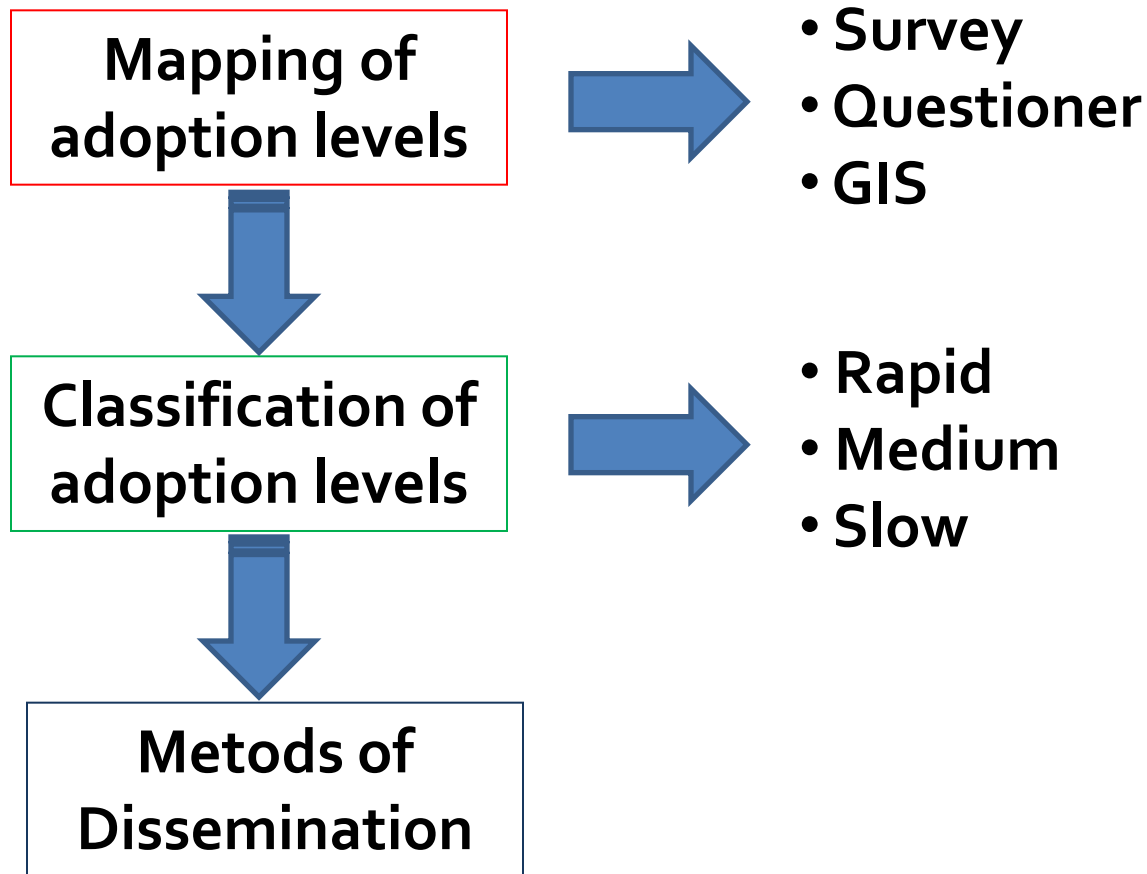 Mapping of
adoption levels
• Survey
• Questioner
• GIS
Classification of
adoption levels
• Rapid
• Medium
• Slow
Metods of
Dissemination